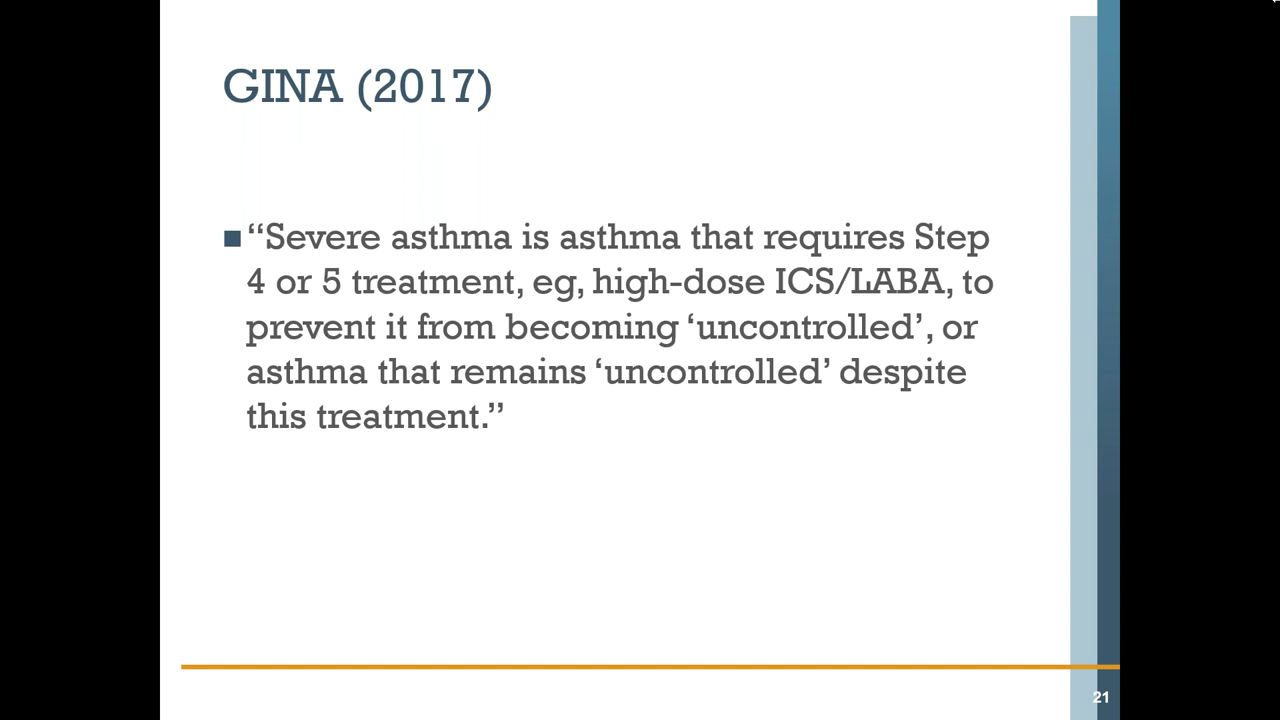 GINA (2017)
“Severe asthma is asthma that requires Step
4 or 5 treatment, eg, high-dose ICS/LABA, to
prevent it from becoming ‘uncontrolled’, or
asthma that remains ‘uncontrolled’ despite
this treatment.”
21